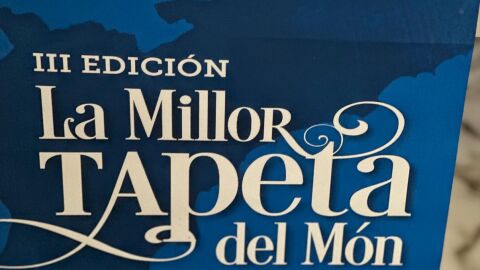 III EDICIÓN
La Millor
TAPeta
del Món